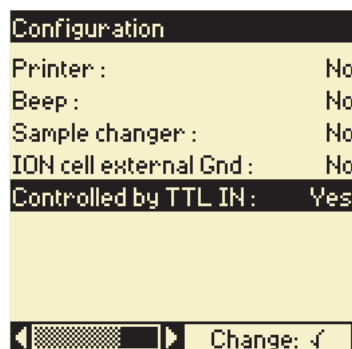 Configuration
Printer : No
Beep : No
Sample changer : No
ION cell external Gnd : No
Controlled by TTL IN : Yes
Change: √